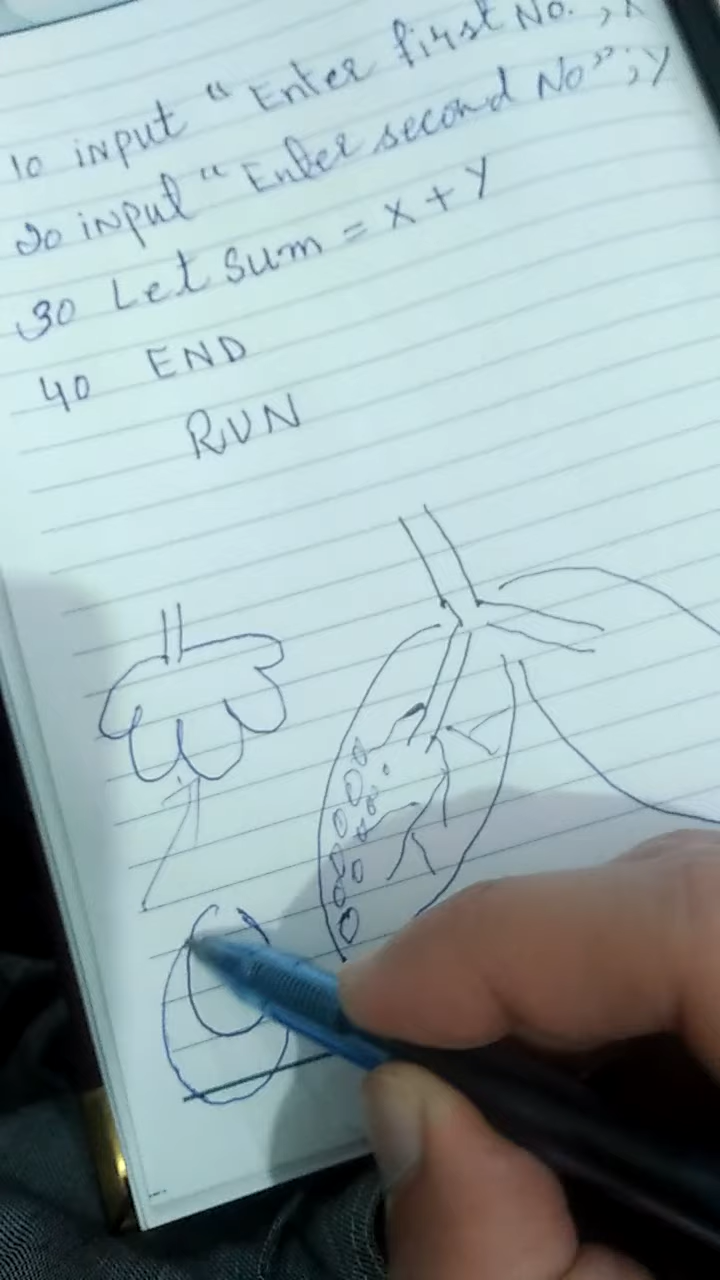 10 input "Enter first No. , X
20 input "Enter second No" ; Y
30 Let Sum = X + Y
40 END
RUN